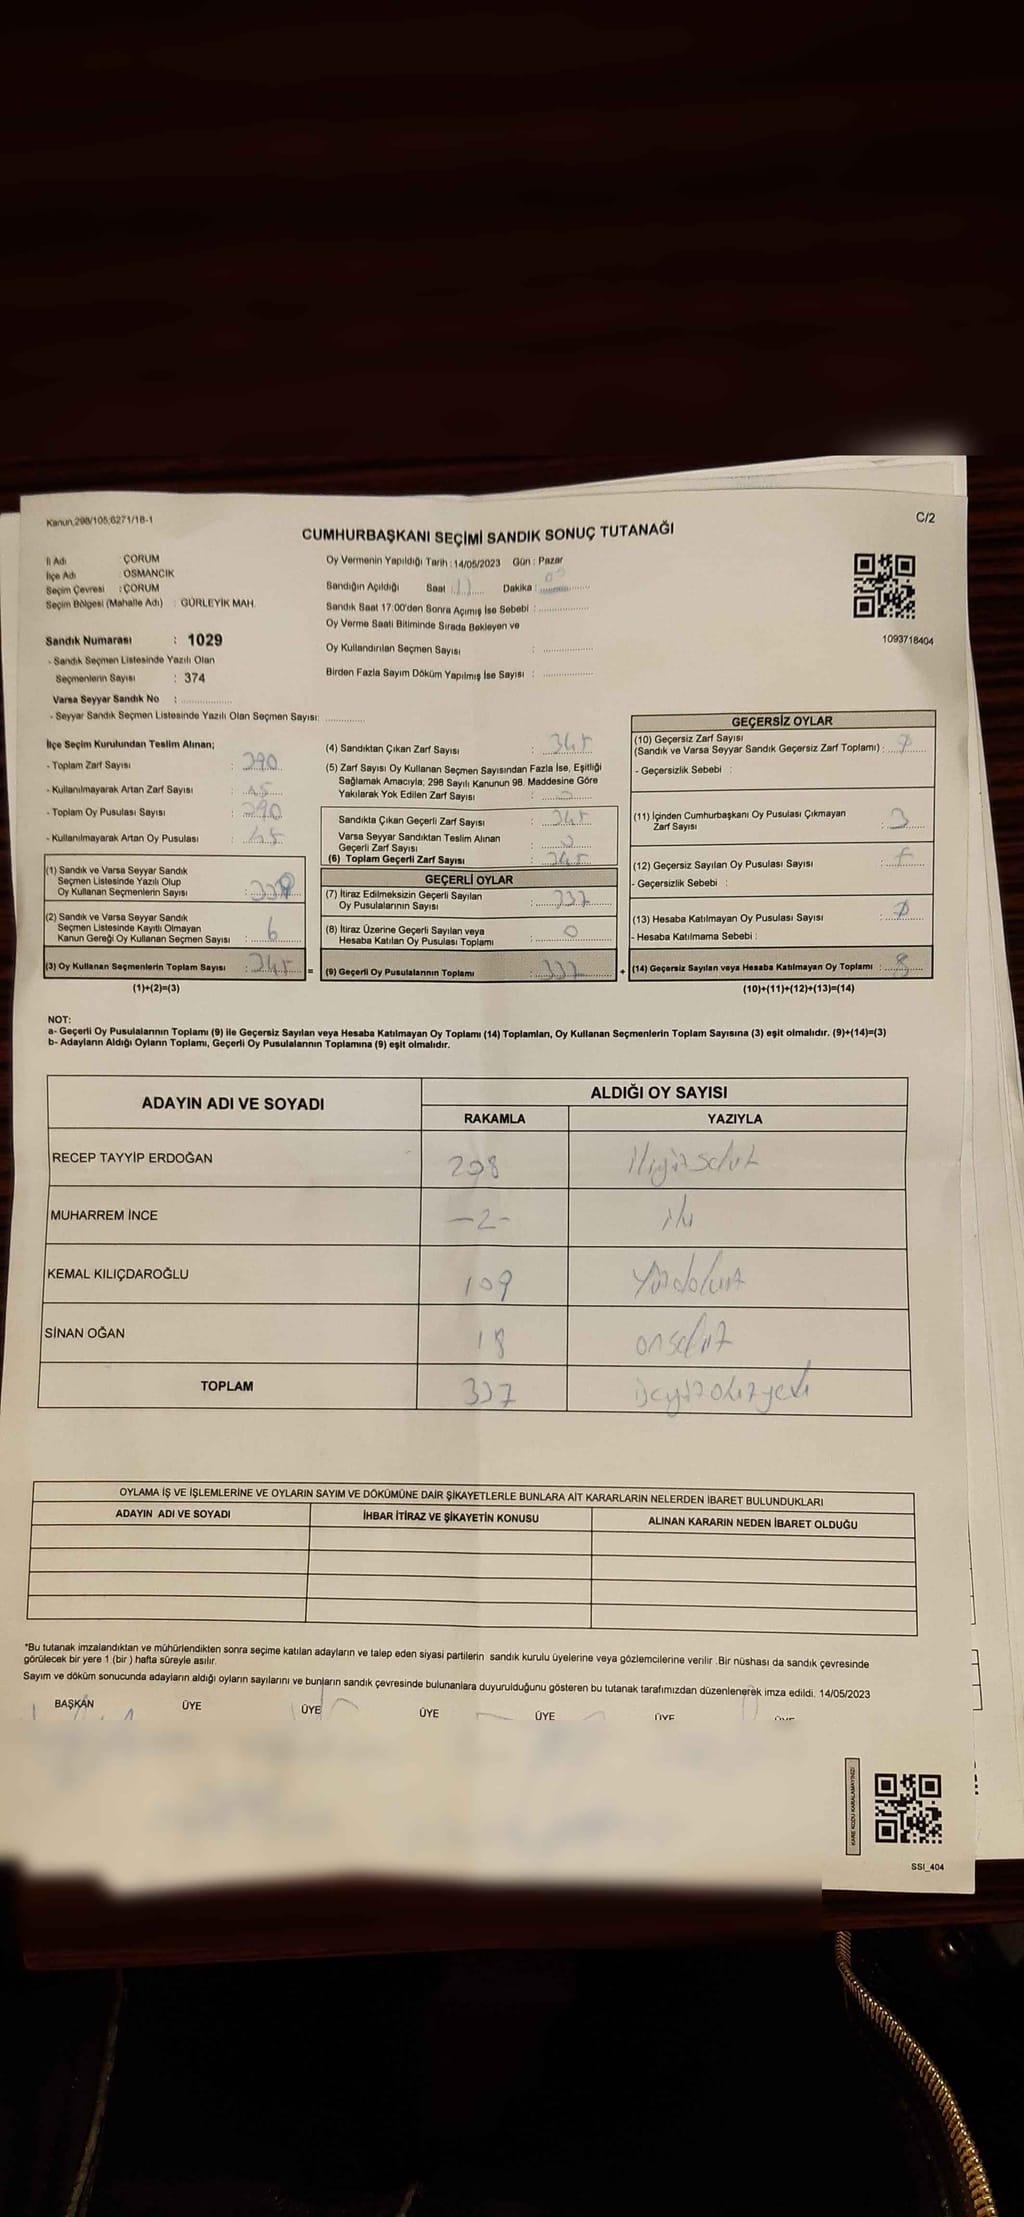 Kanun,298/105,6271/18-1
C/2
CUMHURBAŞKANI SEÇİMİ SANDIK SONUÇ TUTANAĞI
İl Adı : ÇORUM
İlçe Adı : OSMANCIK
Seçim Çevresi : ÇORUM
Seçim Bölgesi (Mahalle Adı) : GÜRLEYİK MAH.
Sandık Numarası : 1029
- Sandık Seçmen Listesinde Yazılı Olan
Seçmenlerin Sayısı : 374
Varsa Seyyar Sandık No :
- Seyyar Sandık Seçmen Listesinde Yazılı Olan Seçmen Sayısı:
Oy Vermenin Yapıldığı Tarih : 14/05/2023 Gün : Pazar
Sandığın Açıldığı Saat Dakika :
Sandık Saat 17:00'den Sonra Açımış İse Sebebi :
Oy Verme Saati Bitiminde Sırada Bekleyen ve
Oy Kullandırılan Seçmen Sayısı :
Birden Fazla Sayım Döküm Yapılmış İse Sayısı :
1093718404
İlçe Seçim Kurulundan Teslim Alınan;
- Toplam Zarf Sayısı : 390
- Kullanılmayarak Artan Zarf Sayısı : 45
- Toplam Oy Pusulası Sayısı : 390
- Kullanılmayarak Artan Oy Pusulası : 45
(1) Sandık ve Varsa Seyyar Sandık
Seçmen Listesinde Yazılı Olup
Oy Kullanan Seçmenlerin Sayısı : 339
(2) Sandık ve Varsa Seyyar Sandık
Seçmen Listesinde Kayıtlı Olmayan
Kanun Gereği Oy Kullanan Seçmen Sayısı : 6
(3) Oy Kullanan Seçmenlerin Toplam Sayısı : 345
(1)+(2)=(3)
(4) Sandıktan Çıkan Zarf Sayısı : 345
(5) Zarf Sayısı Oy Kullanan Seçmen Sayısından Fazla İse, Eşitliği
Sağlamak Amacıyla, 298 Sayılı Kanunun 98. Maddesine Göre
Yakılarak Yok Edilen Zarf Sayısı : 0
Sandıkta Çıkan Geçerli Zarf Sayısı : 345
Varsa Seyyar Sandıktan Teslim Alınan
Geçerli Zarf Sayısı : 0
(6) Toplam Geçerli Zarf Sayısı : 345
GEÇERLİ OYLAR
(7) İtiraz Edilmeksizin Geçerli Sayılan
Oy Pusulalarının Sayısı : 337
(8) İtiraz Üzerine Geçerli Sayılan veya
Hesaba Katılan Oy Pusulası Toplamı : 0
= (9) Geçerli Oy Pusulalarının Toplamı : 337
GEÇERSİZ OYLAR
(10) Geçersiz Zarf Sayısı
(Sandık ve Varsa Seyyar Sandık Geçersiz Zarf Toplamı) : Ø
- Geçersizlik Sebebi :
(11) İçinden Cumhurbaşkanı Oy Pusulası Çıkmayan
Zarf Sayısı : 3
(12) Geçersiz Sayılan Oy Pusulası Sayısı : 5
- Geçersizlik Sebebi :
(13) Hesaba Katılmayan Oy Pusulası Sayısı : Ø
- Hesaba Katılmama Sebebi :
+ (14) Geçersiz Sayılan veya Hesaba Katılmayan Oy Toplamı : 8
(10)+(11)+(12)+(13)=(14)
NOT:
a- Geçerli Oy Pusulalarının Toplamı (9) ile Geçersiz Sayılan veya Hesaba Katılmayan Oy Toplamı (14) Toplamları, Oy Kullanan Seçmenlerin Toplam Sayısına (3) eşit olmalıdır. (9)+(14)=(3)
b- Adayların Aldığı Oyların Toplamı, Geçerli Oy Pusulalarının Toplamına (9) eşit olmalıdır.
ADAYIN ADI VE SOYADI
ALDIĞI OY SAYISI
RAKAMLA YAZIYLA
RECEP TAYYİP ERDOĞAN 208 ikiyüzsekiz
MUHARREM İNCE -2- iki
KEMAL KILIÇDAROĞLU 109 yüzdokuz
SİNAN OĞAN 18 onsekiz
TOPLAM 337 üçyüzotuzyedi
OYLAMA İŞ VE İŞLEMLERİNE VE OYLARIN SAYIM VE DÖKÜMÜNE DAİR ŞİKAYETLERLE BUNLARA AİT KARARLARIN NELERDEN İBARET BULUNDUKLARI
ADAYIN ADI VE SOYADI İHBAR İTİRAZ VE ŞİKAYETİN KONUSU ALINAN KARARIN NEDEN İBARET OLDUĞU
*Bu tutanak imzalandıktan ve mühürlendikten sonra seçime katılan adayların ve talep eden siyasi partilerin sandık kurulu üyelerine veya gözlemcilerine verilir .Bir nüshası da sandık çevresinde
görülecek bir yere 1 (bir ) hafta süreyle asılır.
Sayım ve döküm sonucunda adayların aldığı oyların sayılarını ve bunların sandık çevresinde bulunanlara duyurulduğunu gösteren bu tutanak tarafımızdan düzenlenerek imza edildi. 14/05/2023
BAŞKAN ÜYE ÜYE ÜYE ÜYE ÜYE ÜYE
KARE KODU KARALAMAYINIZ!
SSI_404